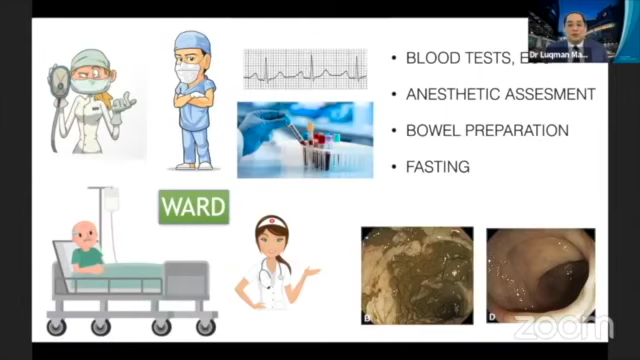 Dr Luqman Ma...
• BLOOD TESTS, E
• ANESTHETIC ASSESMENT
• BOWEL PREPARATION
• FASTING
WARD
B
D
zoom